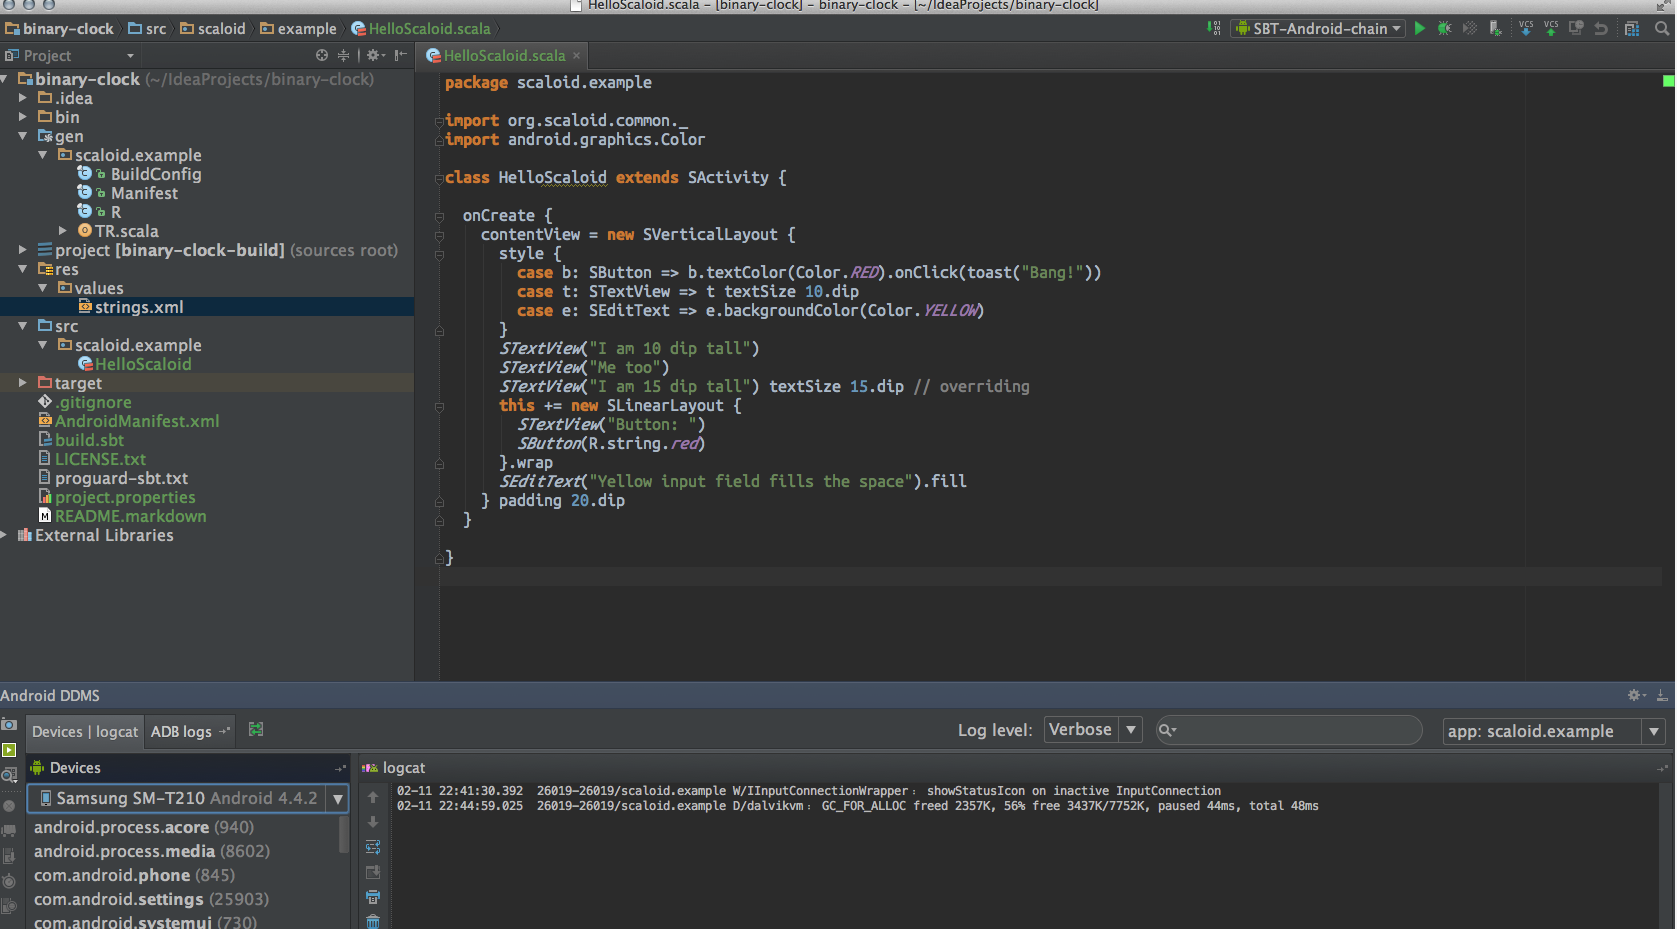 HelloScaloid.scala - [binary-clock] - binary-clock - [~/IdeaProjects/binary-clock]
binary-clock src scaloid example HelloScaloid.scala
SBT-Android-chain
VCS VCS
Project
HelloScaloid.scala
binary-clock (~/IdeaProjects/binary-clock)
.idea
bin
gen
scaloid.example
BuildConfig
Manifest
R
TR.scala
project [binary-clock-build] (sources root)
res
values
strings.xml
src
scaloid.example
HelloScaloid
target
.gitignore
AndroidManifest.xml
build.sbt
LICENSE.txt
proguard-sbt.txt
project.properties
README.markdown
External Libraries
package scaloid.example
import org.scaloid.common._
import android.graphics.Color
class HelloScaloid extends SActivity {
onCreate {
contentView = new SVerticalLayout {
style {
case b: SButton => b.textColor(Color.RED).onClick(toast("Bang!"))
case t: STextView => t textSize 10.dip
case e: SEditText => e.backgroundColor(Color.YELLOW)
}
STextView("I am 10 dip tall")
STextView("Me too")
STextView("I am 15 dip tall") textSize 15.dip // overriding
this += new SLinearLayout {
STextView("Button: ")
SButton(R.string.red)
}.wrap
SEditText("Yellow input field fills the space").fill
} padding 20.dip
}
}
Android DDMS
Devices | logcat ADB logs
Log level: Verbose
app: scaloid.example
Devices
logcat
Samsung SM-T210 Android 4.4.2
android.process.acore (940)
android.process.media (8602)
com.android.phone (845)
com.android.settings (25903)
com.android.systemui (730)
02-11 22:41:30.392 26019-26019/scaloid.example W/IInputConnectionWrapper: showStatusIcon on inactive InputConnection
02-11 22:44:59.025 26019-26019/scaloid.example D/dalvikvm: GC_FOR_ALLOC freed 2357K, 56% free 3437K/7752K, paused 44ms, total 48ms